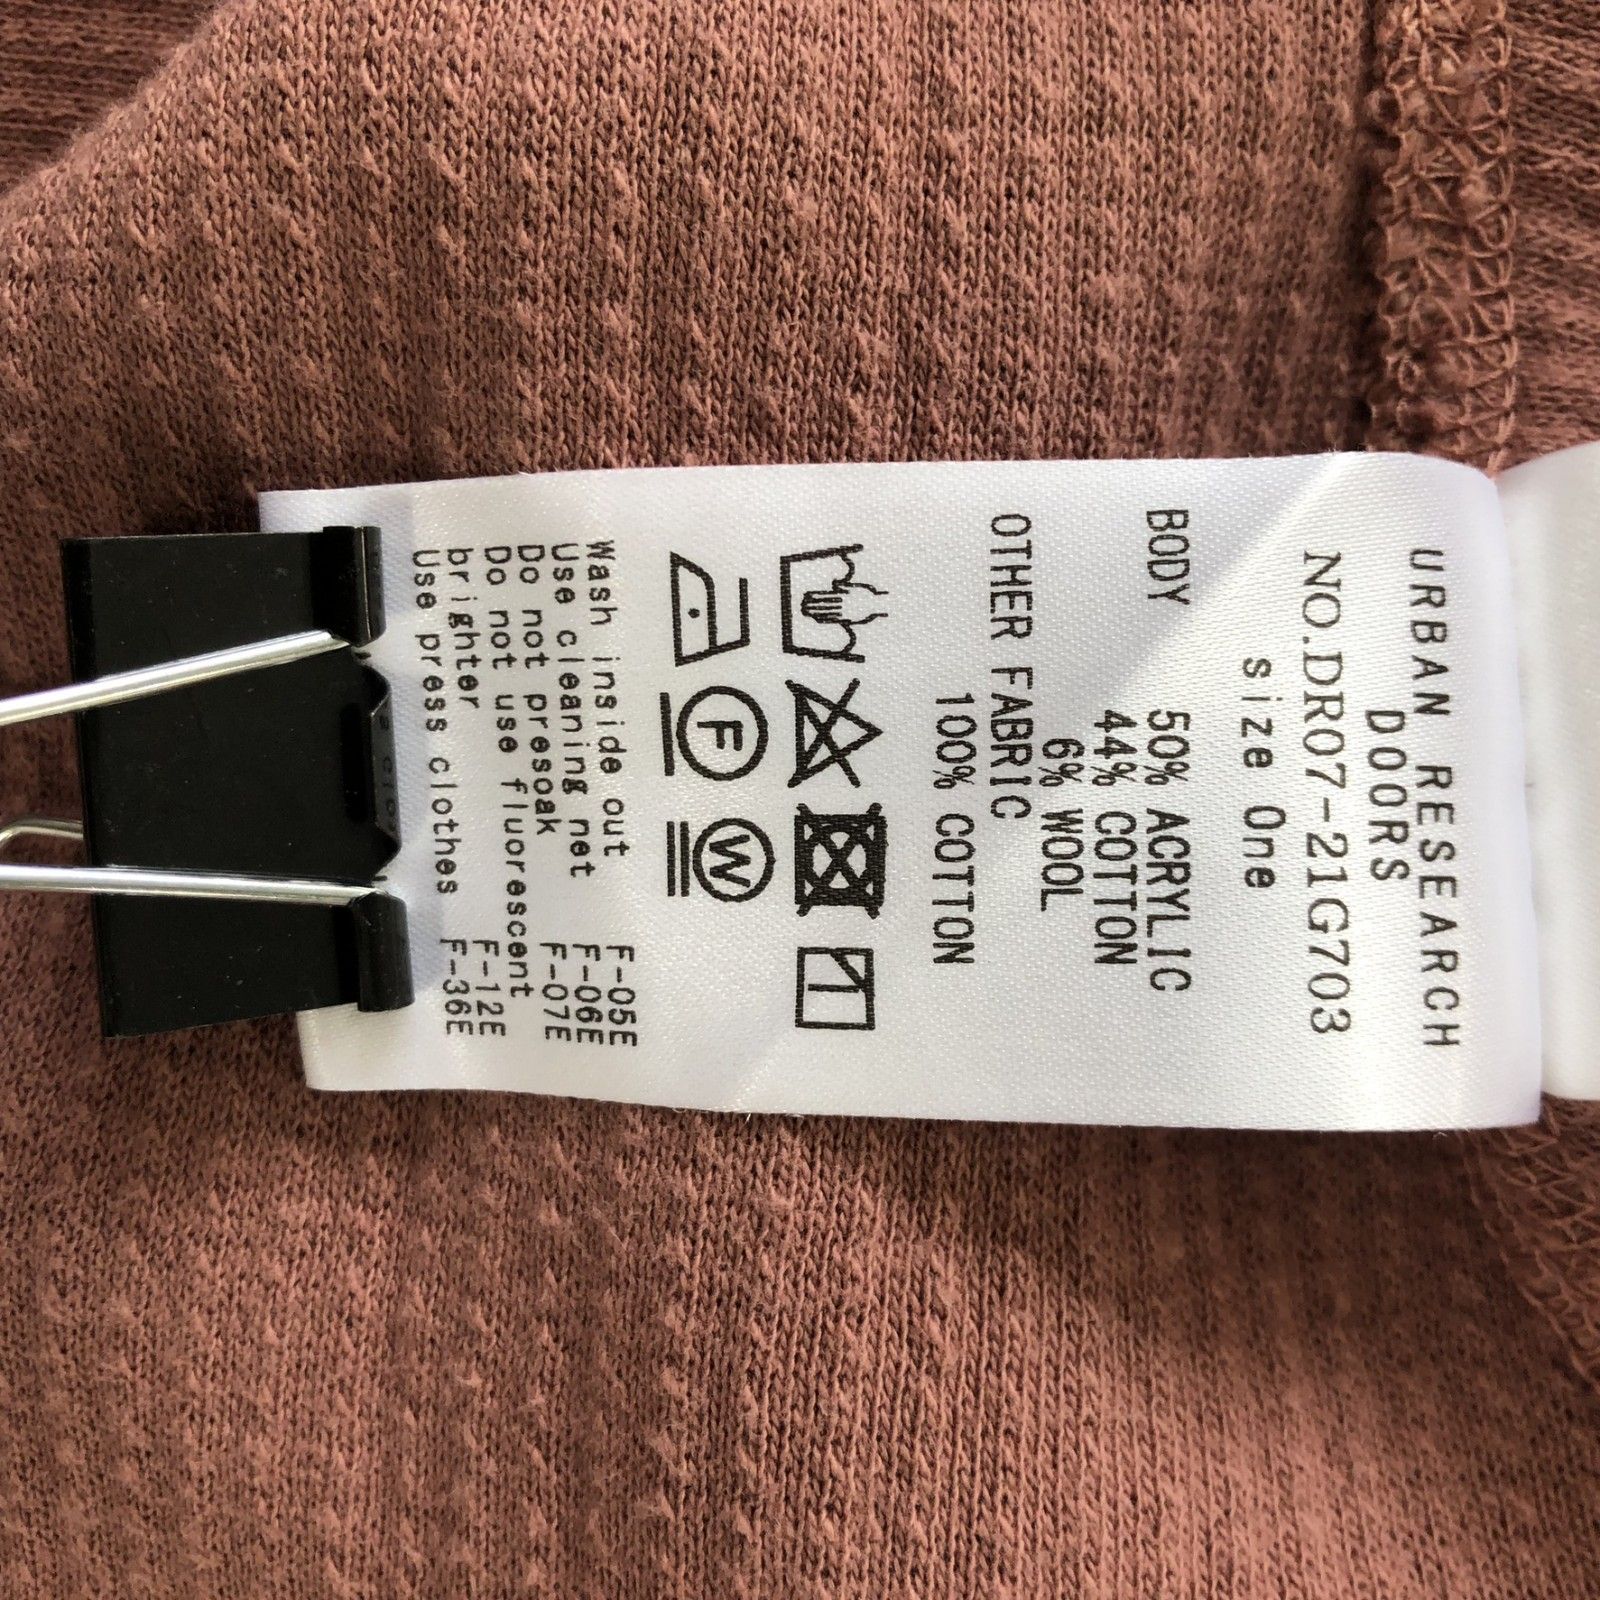 URBAN RESEARCH
DOORS
NO.DR07-21G703
size One
BODY 50% ACRYLIC
44% COTTON
6% WOOL
OTHER FABRIC
100% COTTON
F
W
Wash inside out F-05E
Use cleaning net F-06E
Do not presoak F-07E
Do not use fluorescent
brighter F-12E
Use press clothes F-36E